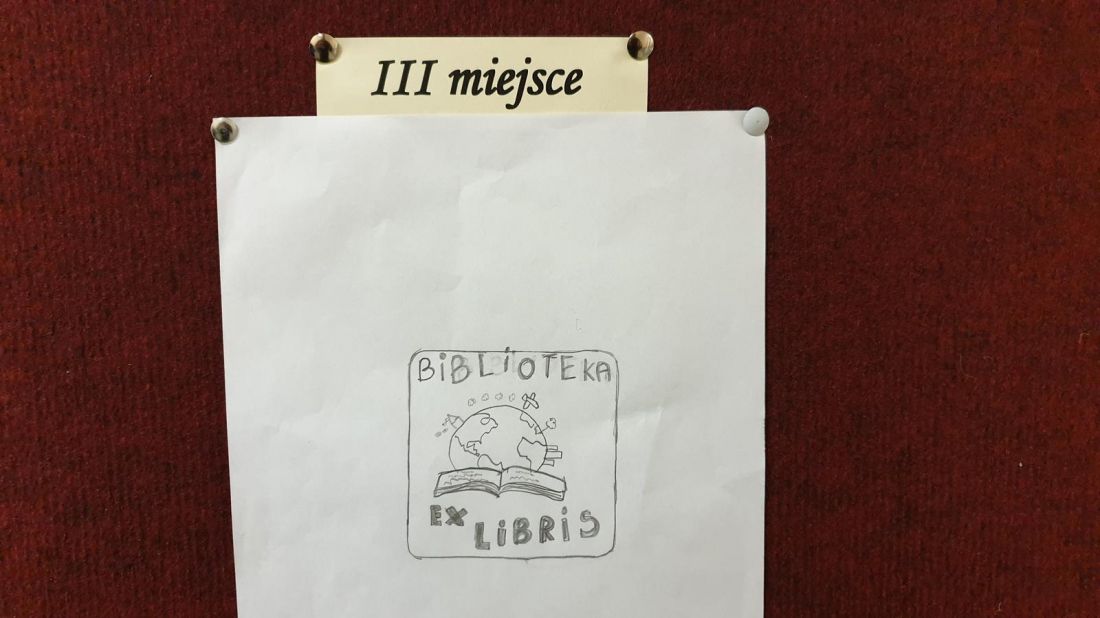 III miejsce
BiBLiOTEKA
EX
LiBRiS